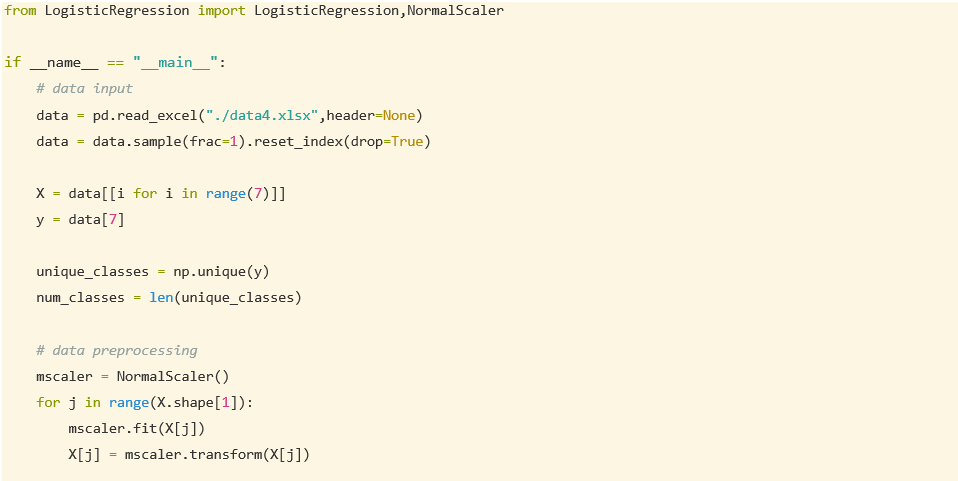 from LogisticRegression import LogisticRegression,NormalScaler
if __name__ == "__main__":
# data input
data = pd.read_excel("./data4.xlsx",header=None)
data = data.sample(frac=1).reset_index(drop=True)
X = data[[i for i in range(7)]]
y = data[7]
unique_classes = np.unique(y)
num_classes = len(unique_classes)
# data preprocessing
mscaler = NormalScaler()
for j in range(X.shape[1]):
mscaler.fit(X[j])
X[j] = mscaler.transform(X[j])